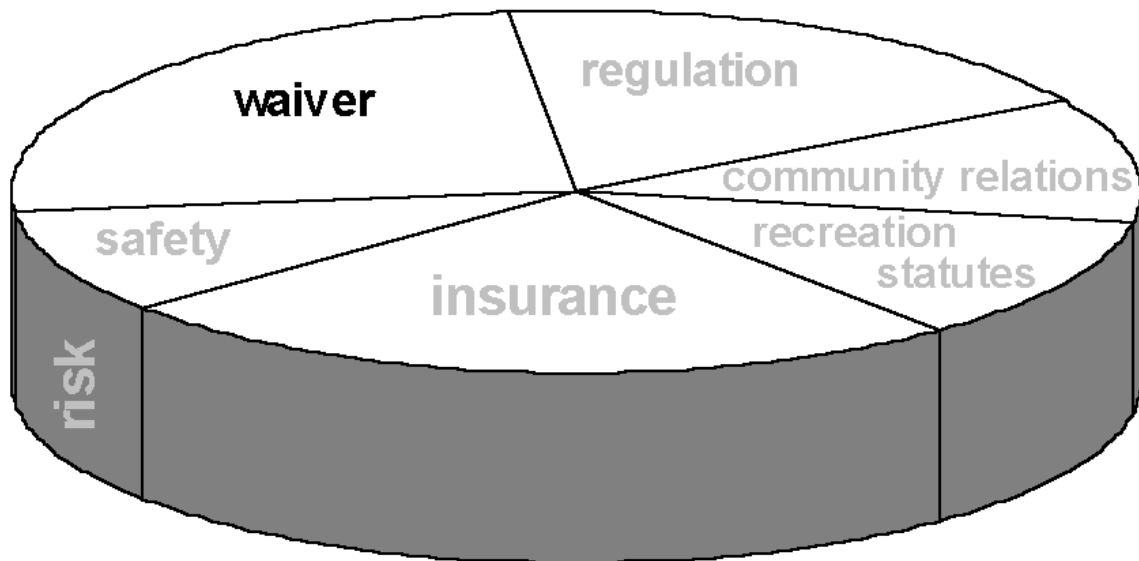 regulation
waiver
community relations
recreation
statutes
safety
insurance
risk